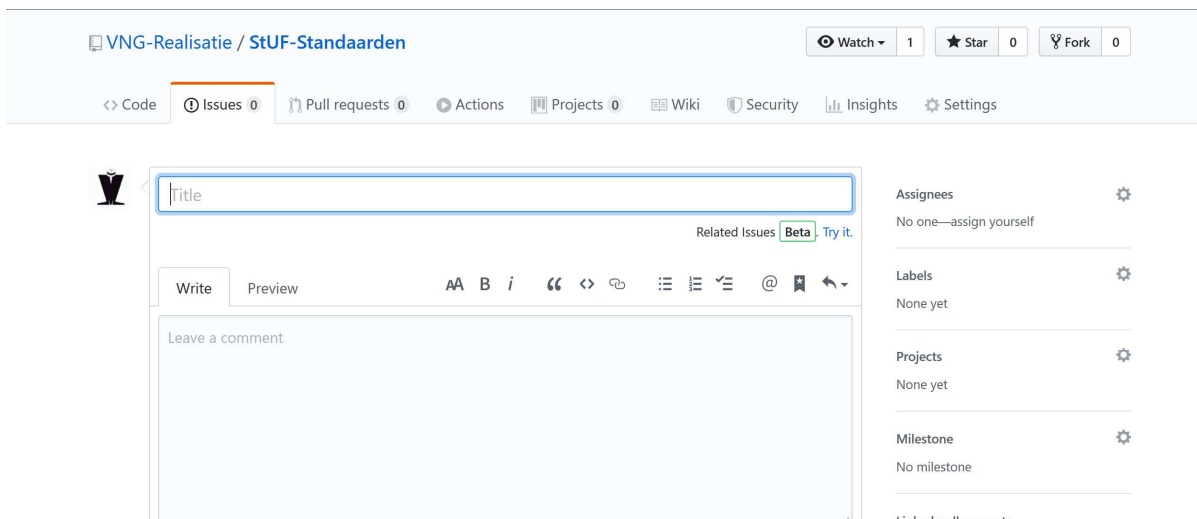 VNG-Realisatie / StUF-Standaarden
Watch 1 Star 0 Fork 0
Code Issues 0 Pull requests 0 Actions Projects 0 Wiki Security Insights Settings
Title
Related Issues Beta. Try it.
Write Preview
Leave a comment
Assignees
No one—assign yourself
Labels
None yet
Projects
None yet
Milestone
No milestone